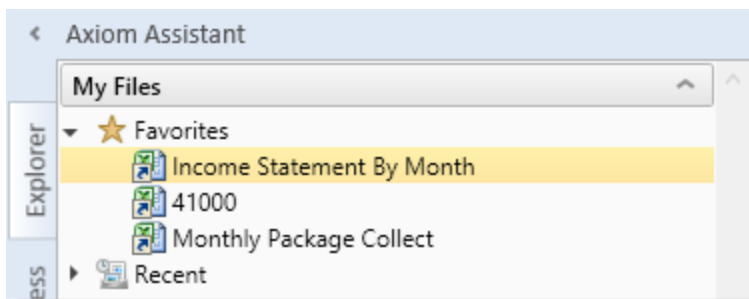 Axiom Assistant
My Files
Explorer
Favorites
Income Statement By Month
41000
Monthly Package Collect
Recent